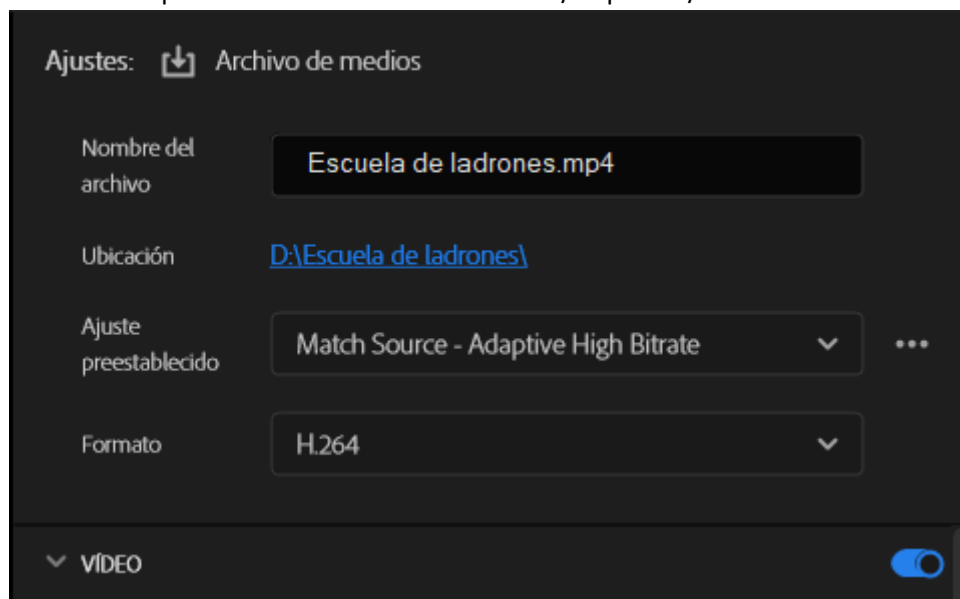 Ajustes: Archivo de medios
Nombre del
archivo
Escuela de ladrones.mp4
Ubicación
D:\Escuela de ladrones\
Ajuste
preestablecido
Match Source - Adaptive High Bitrate
Formato
H.264
VÍDEO